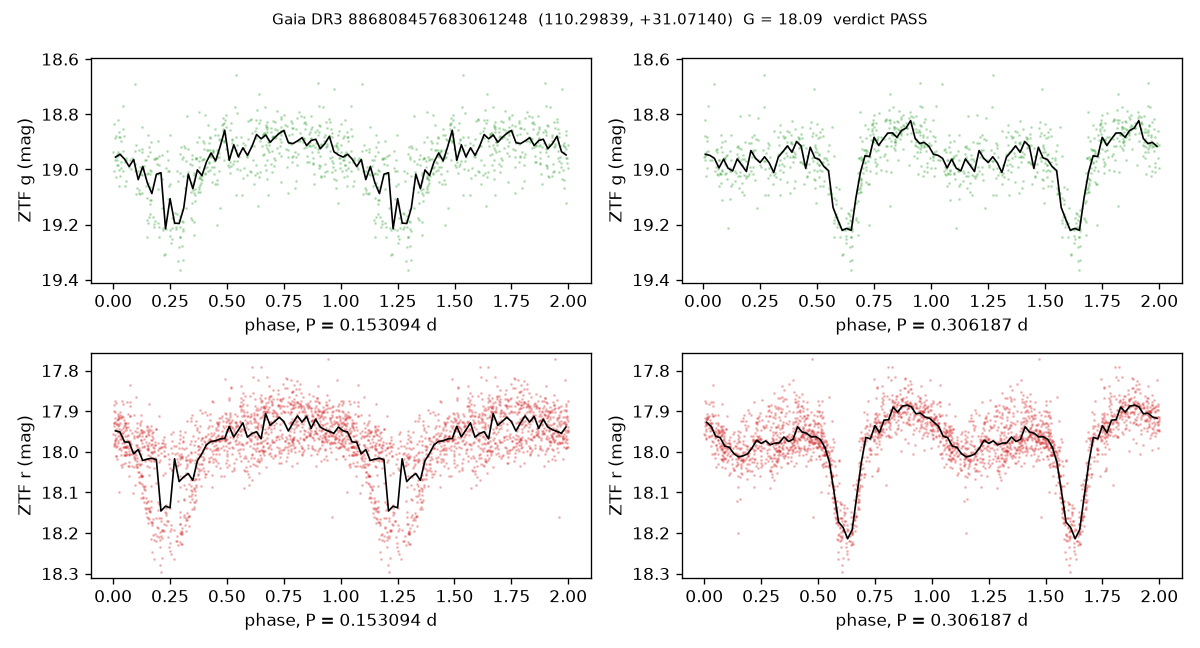 Gaia DR3 886808457683061248 (110.29839, +31.07140) G = 18.09 verdict PASS
18.6
18.8
19.0
19.2
19.4
ZTF g (mag)
0.00 0.25 0.50 0.75 1.00 1.25 1.50 1.75 2.00
phase, P = 0.153094 d
18.6
18.8
19.0
19.2
19.4
ZTF g (mag)
0.00 0.25 0.50 0.75 1.00 1.25 1.50 1.75 2.00
phase, P = 0.306187 d
17.8
17.9
18.0
18.1
18.2
18.3
ZTF r (mag)
0.00 0.25 0.50 0.75 1.00 1.25 1.50 1.75 2.00
phase, P = 0.153094 d
17.8
17.9
18.0
18.1
18.2
18.3
ZTF r (mag)
0.00 0.25 0.50 0.75 1.00 1.25 1.50 1.75 2.00
phase, P = 0.306187 d